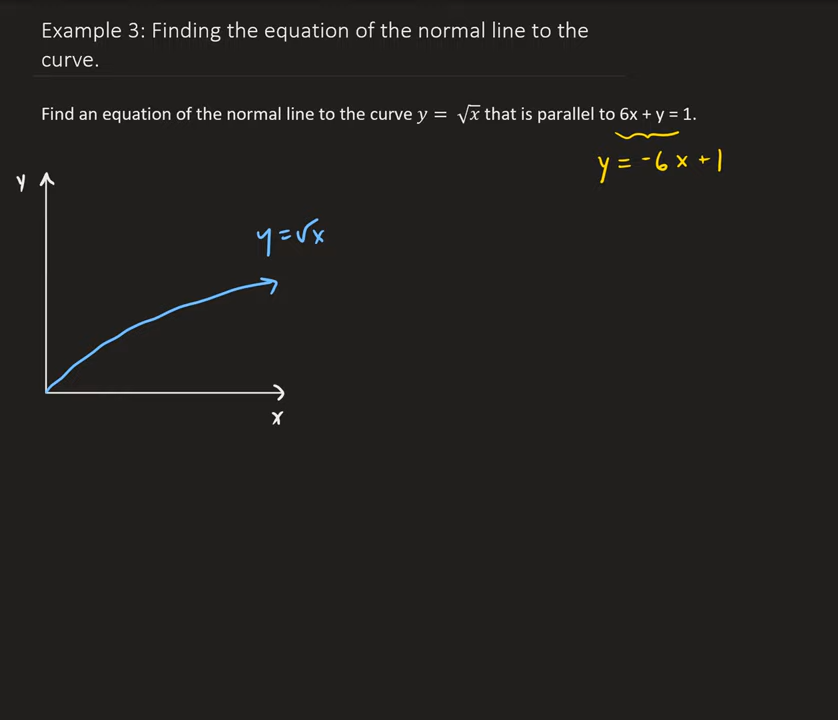 Example 3: Finding the equation of the normal line to the
curve.
Find an equation of the normal line to the curve y = √x that is parallel to 6x + y = 1.
y = -6x + 1
y
y = √x
x